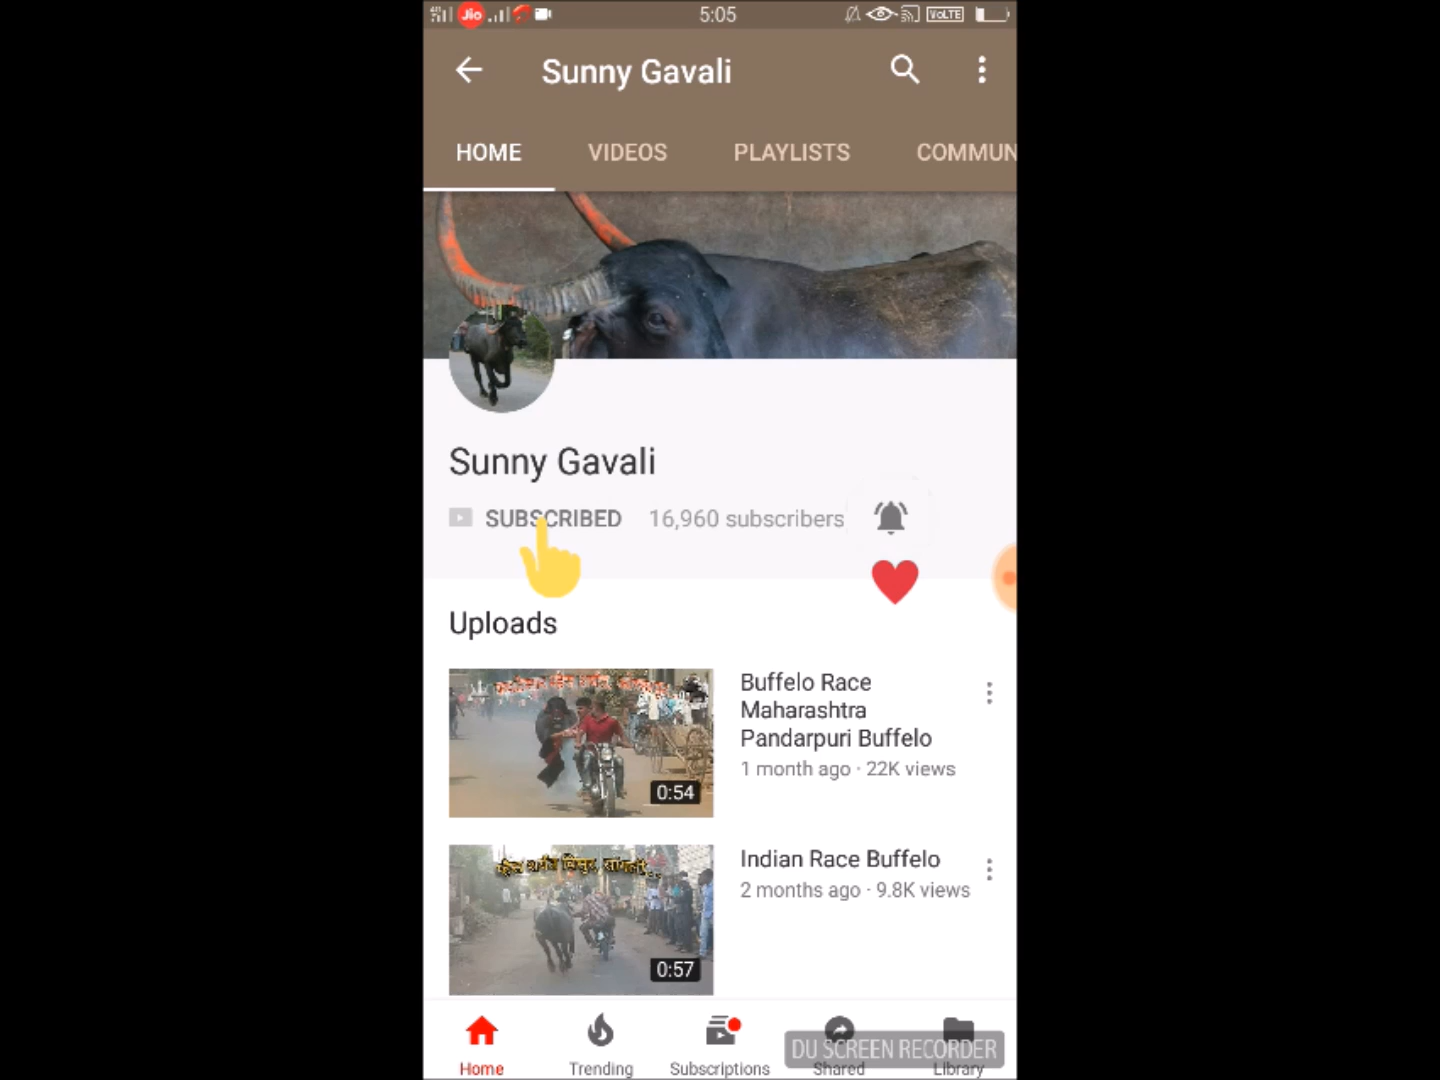 Jio
5:05
VoLTE
Sunny Gavali
HOME
VIDEOS
PLAYLISTS
COMMUN
Sunny Gavali
SUBSCRIBED
16,960 subscribers
Uploads
0:54
Buffelo Race
Maharashtra
Pandarpuri Buffelo
1 month ago · 22K views
0:57
Indian Race Buffelo
2 months ago · 9.8K views
Home
Trending
Subscriptions
Shared
Library
DU SCREEN RECORDER